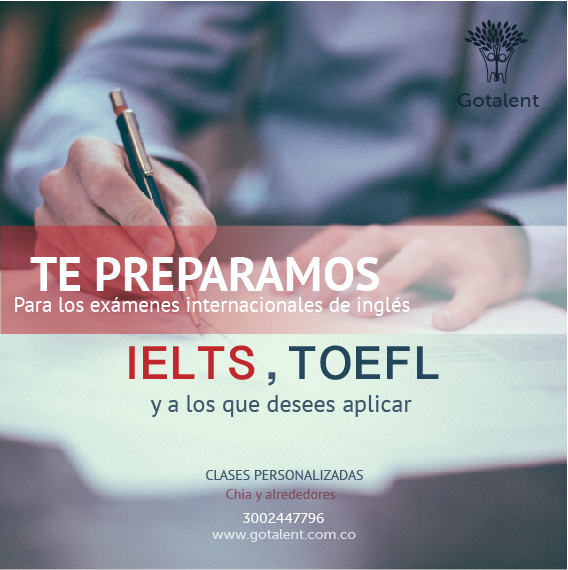 Gotalent
TE PREPARAMOS
Para los exámenes internacionales de inglés
IELTS , TOEFL
y a los que desees aplicar
CLASES PERSONALIZADAS
Chia y alrededores
3002447796
www.gotalent.com.co